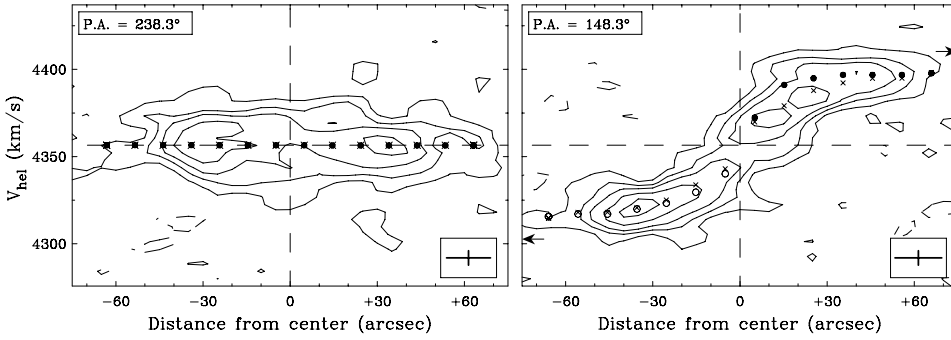 P.A. = 238.3°
P.A. = 148.3°
4400
4350
4300
V_hel (km/s)
−60 −30 0 +30 +60
−60 −30 0 +30 +60
Distance from center (arcsec)
Distance from center (arcsec)